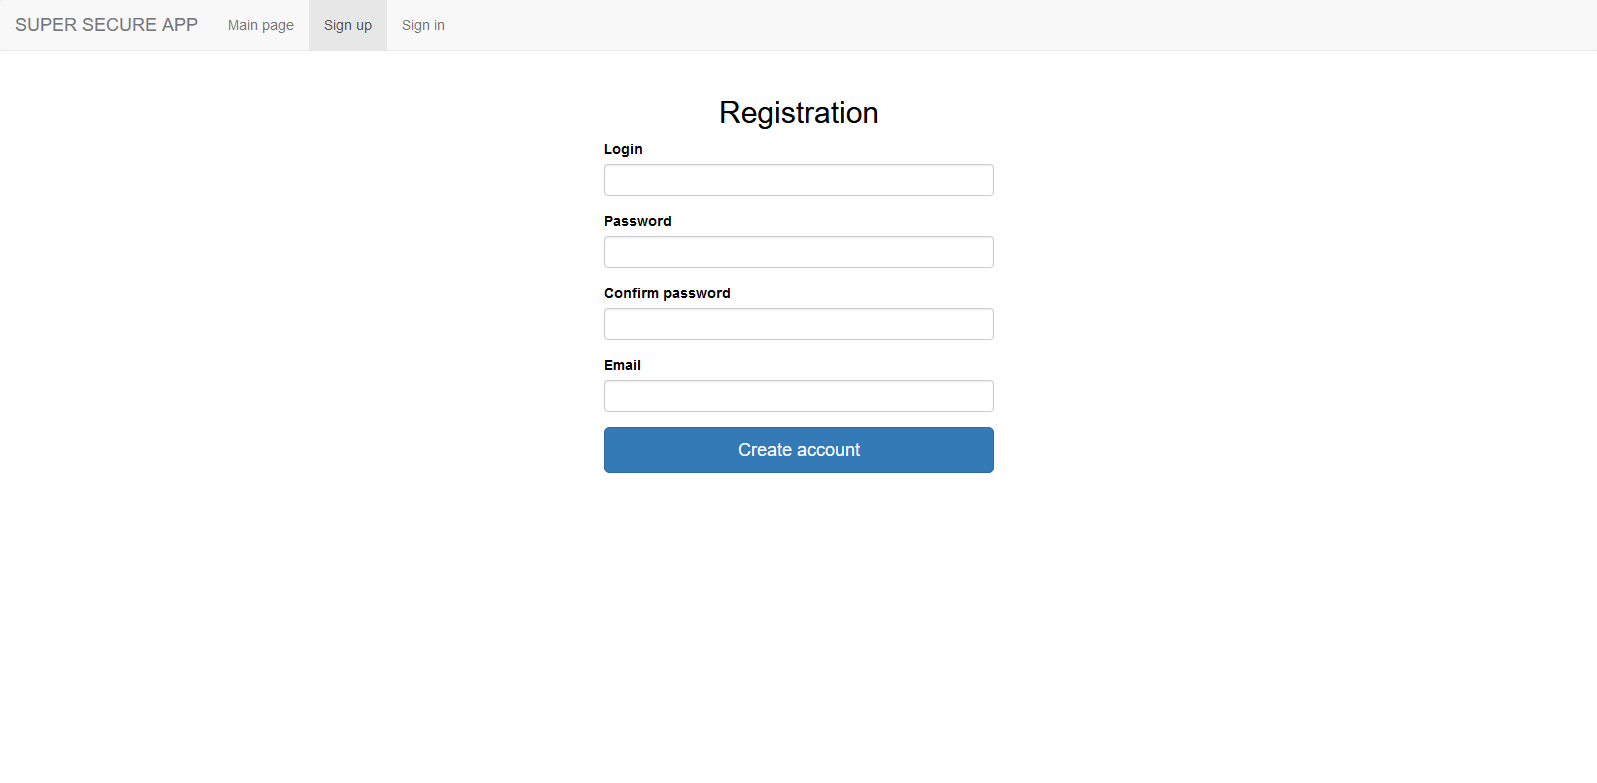 SUPER SECURE APP Main page Sign up Sign in
Registration
Login
Password
Confirm password
Email
Create account